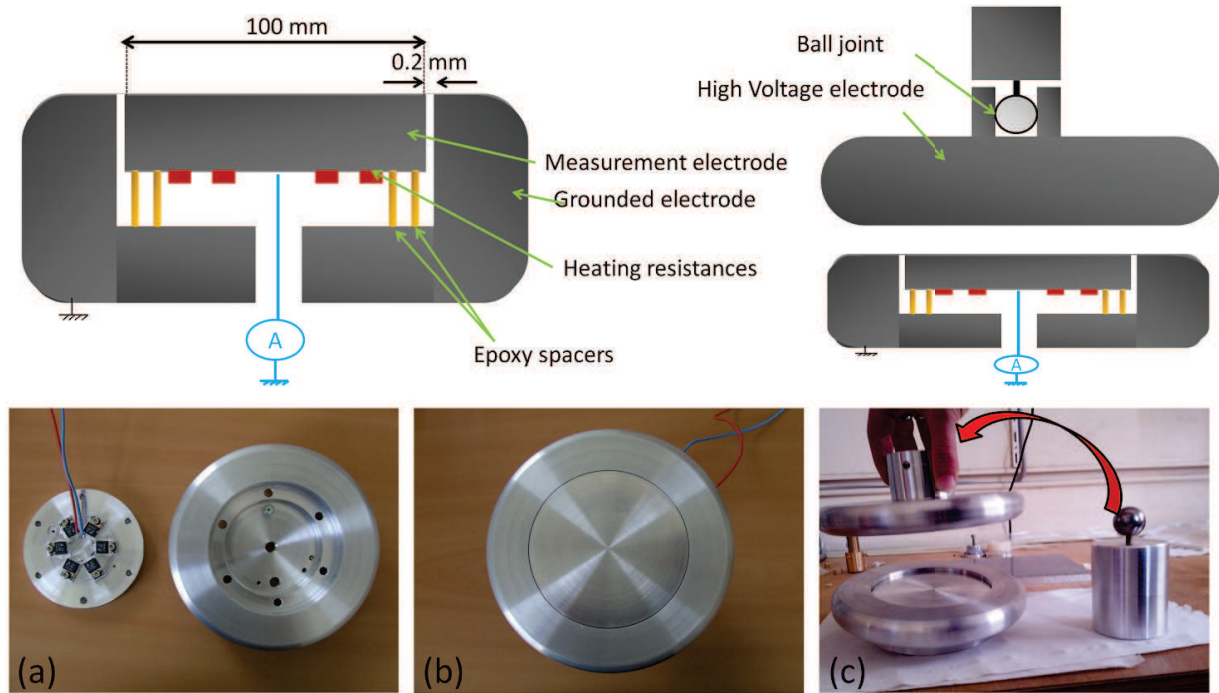 100 mm
0.2 mm
Measurement electrode
Grounded electrode
Heating resistances
Epoxy spacers
A
Ball joint
High Voltage electrode
A
(a)
(b)
(c)